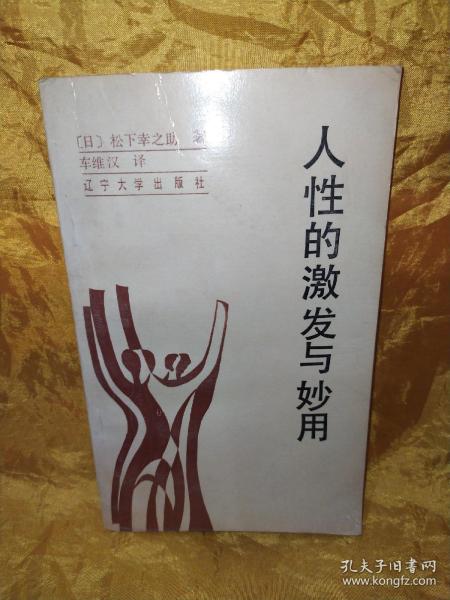 〔日〕松下幸之助 著
车维汉 译
辽宁大学出版社
人性的激发与妙用
孔夫子旧书网
www.kongfz.com